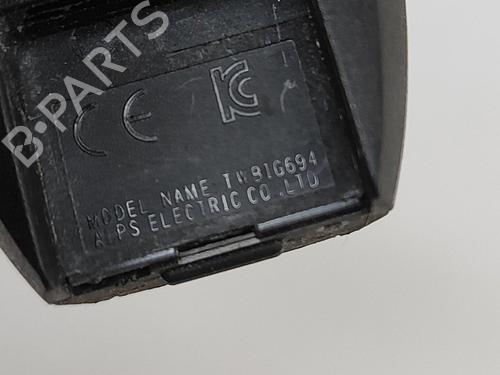 B-PARTS
CE
KC
MODEL NAME TWB1G694
ALPS ELECTRIC CO.,LTD